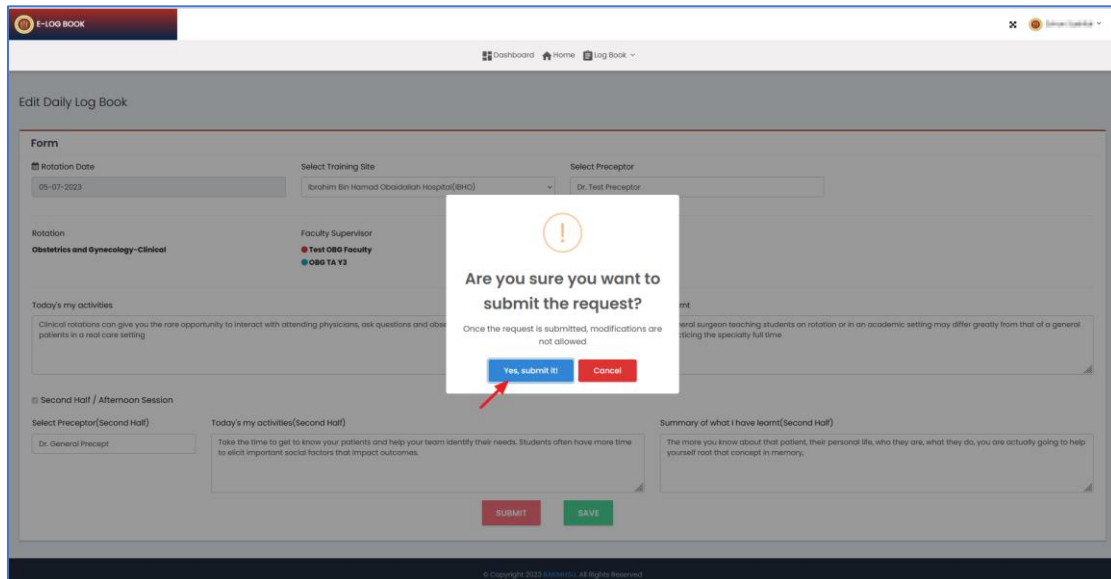 E-LOG BOOK
Dashboard Home Log Book
Edit Daily Log Book
Form
Rotation Date
Select Training Site
Select Preceptor
05-07-2023
Ibrahim Bin Hamad Obaidallah Hospital(IBHO)
Dr. Test Preceptor
Rotation
Faculty Supervisor
Obstetrics and Gynecology-Clinical
Test OBG Faculty
OBG TA Y3
!
Are you sure you want to
submit the request?
Once the request is submitted, modifications are
not allowed
Yes, submit it!
Cancel
Today's my activities
Clinical rotations can give you the rare opportunity to interact with attending physicians, ask questions and obse
patients in a real care setting
rnt
neral surgeon teaching students on rotation or in an academic setting may differ greatly from that of a general
cticing the specialty full time
Second Half / Afternoon Session
Select Preceptor(Second Half)
Today's my activities(Second Half)
Summary of what I have learnt(Second Half)
Dr. General Precept
Take the time to get to know your patients and help your team identify their needs. Students often have more time
to elicit important social factors that impact outcomes.
The more you know about that patient, their personal life, who they are, what they do, you are actually going to help
yourself root that concept in memory,
SUBMIT
SAVE
© Copyright 2023 RAKMHSU. All Rights Reserved